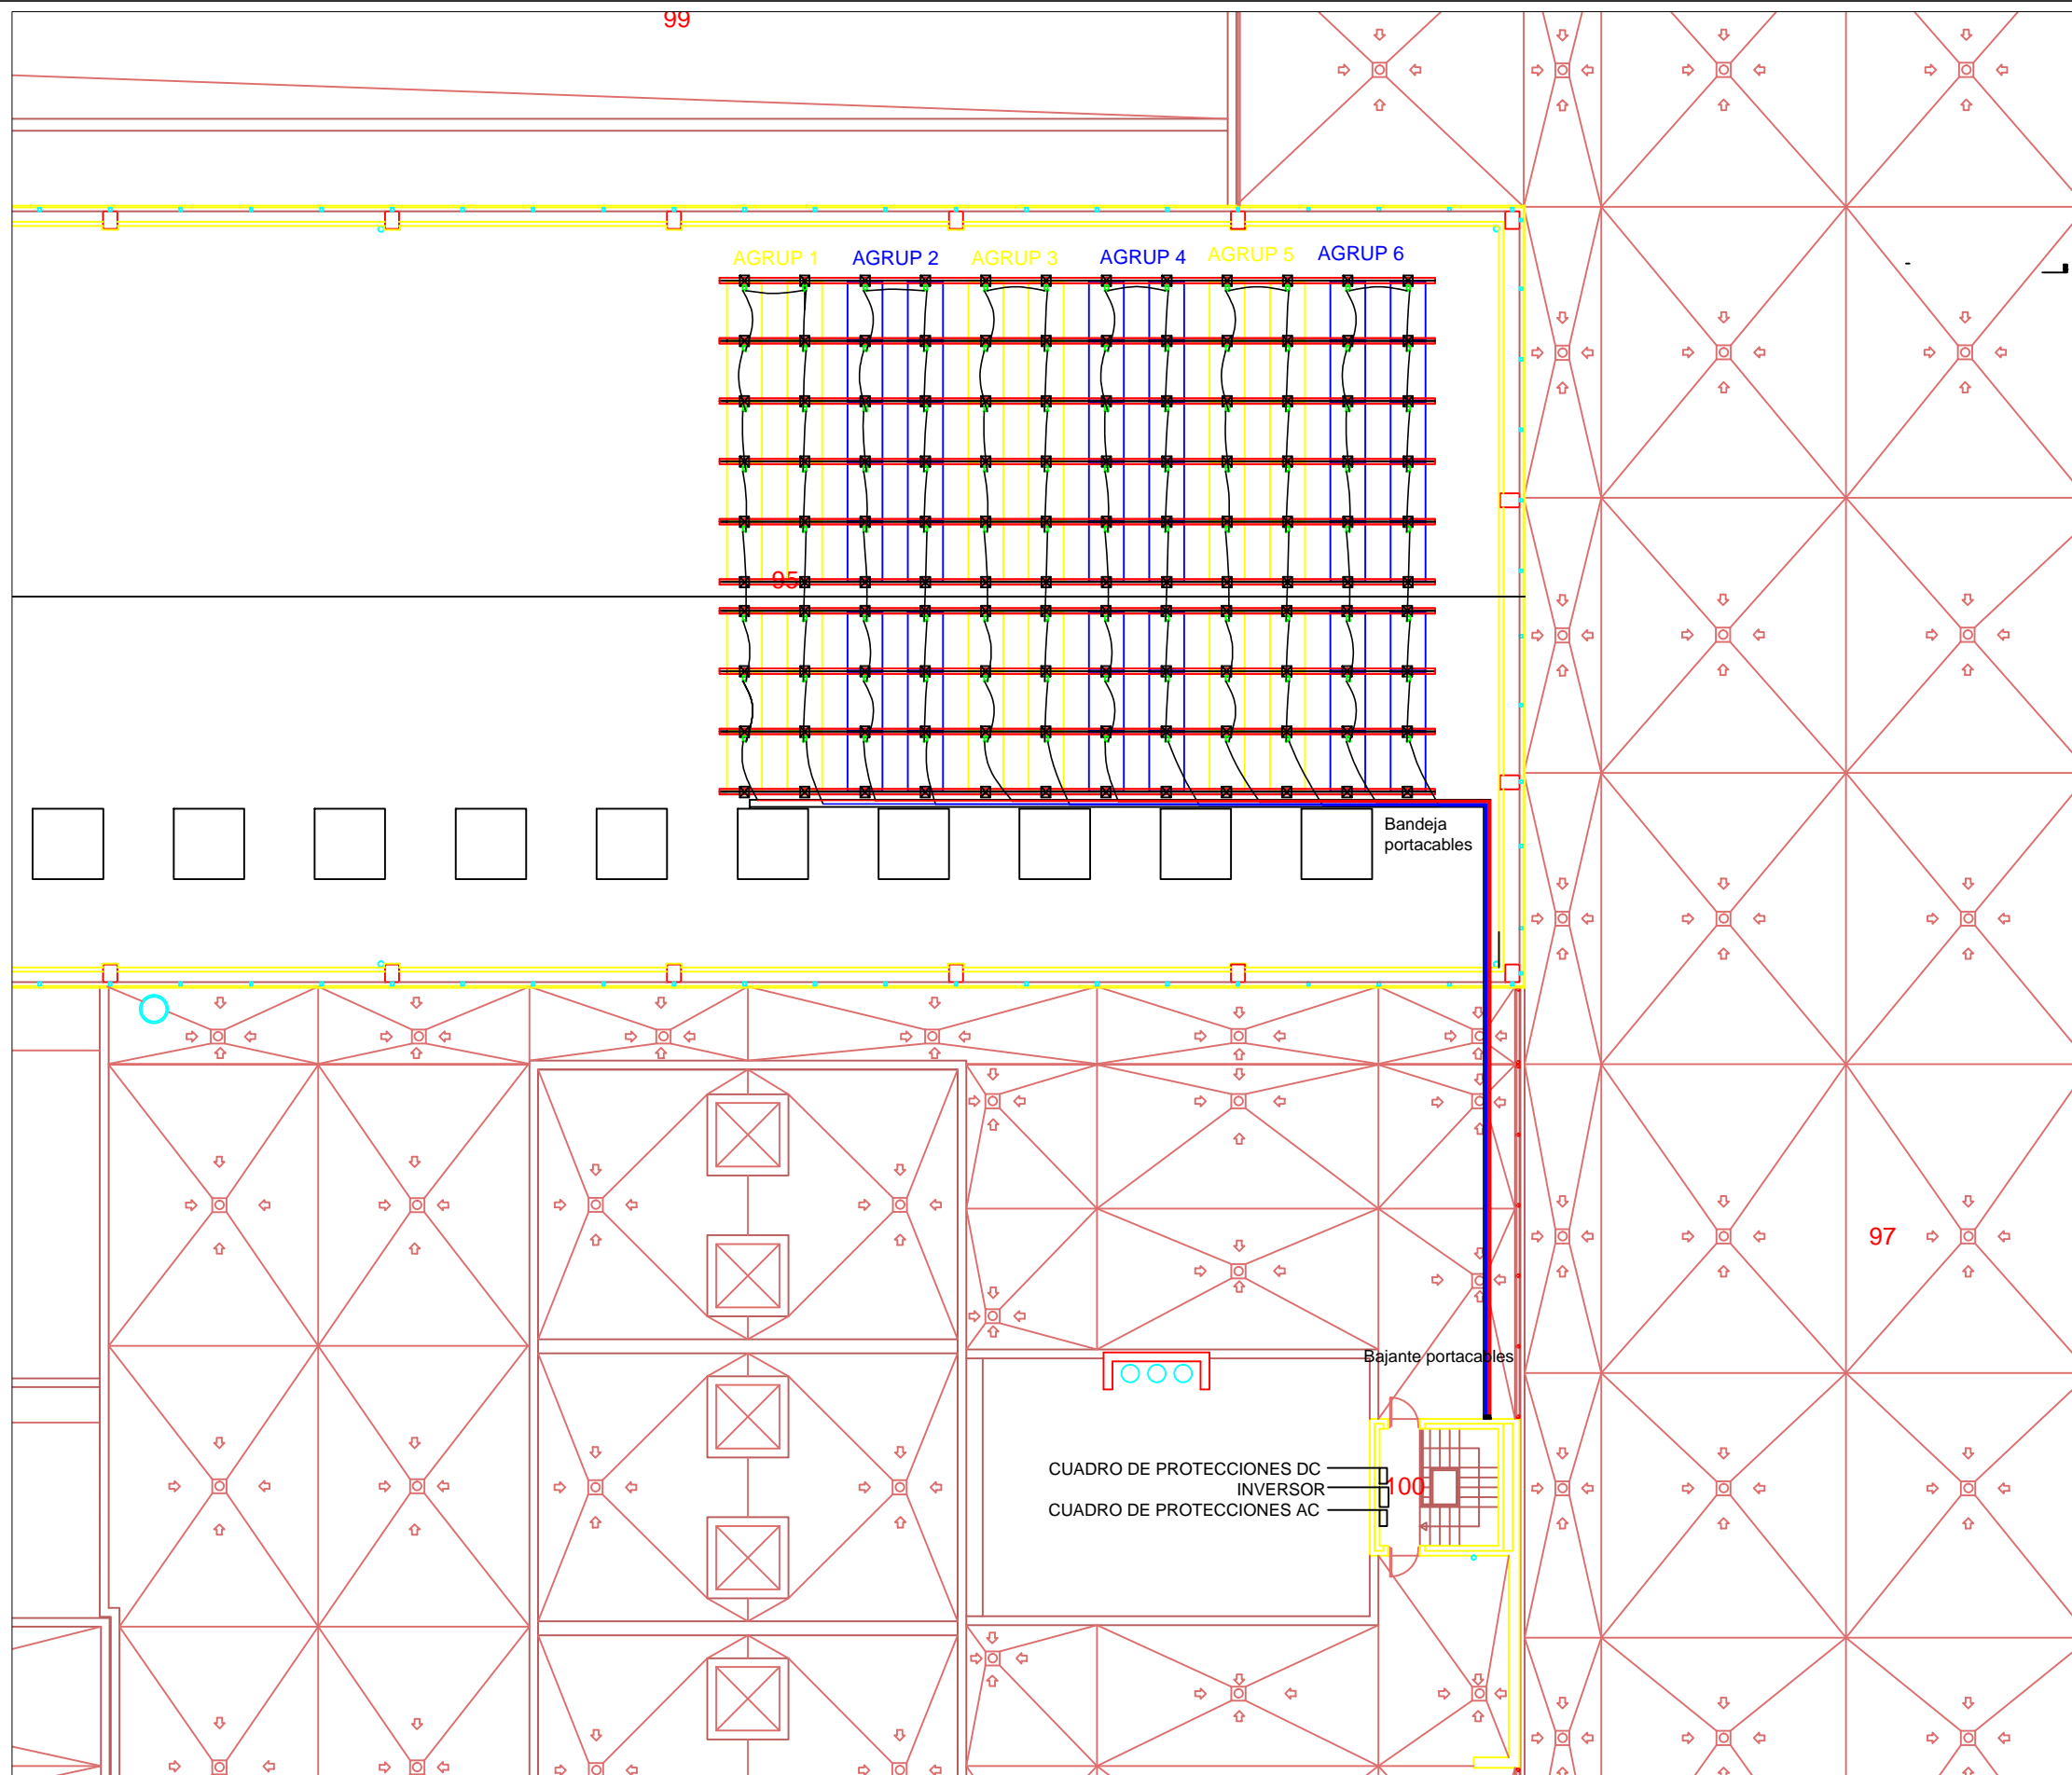 99
AGRUP 1
AGRUP 2
AGRUP 3
AGRUP 4
AGRUP 5
AGRUP 6
95
Bandeja
portacables
97
Bajante portacables
CUADRO DE PROTECCIONES DC
INVERSOR
100
CUADRO DE PROTECCIONES AC